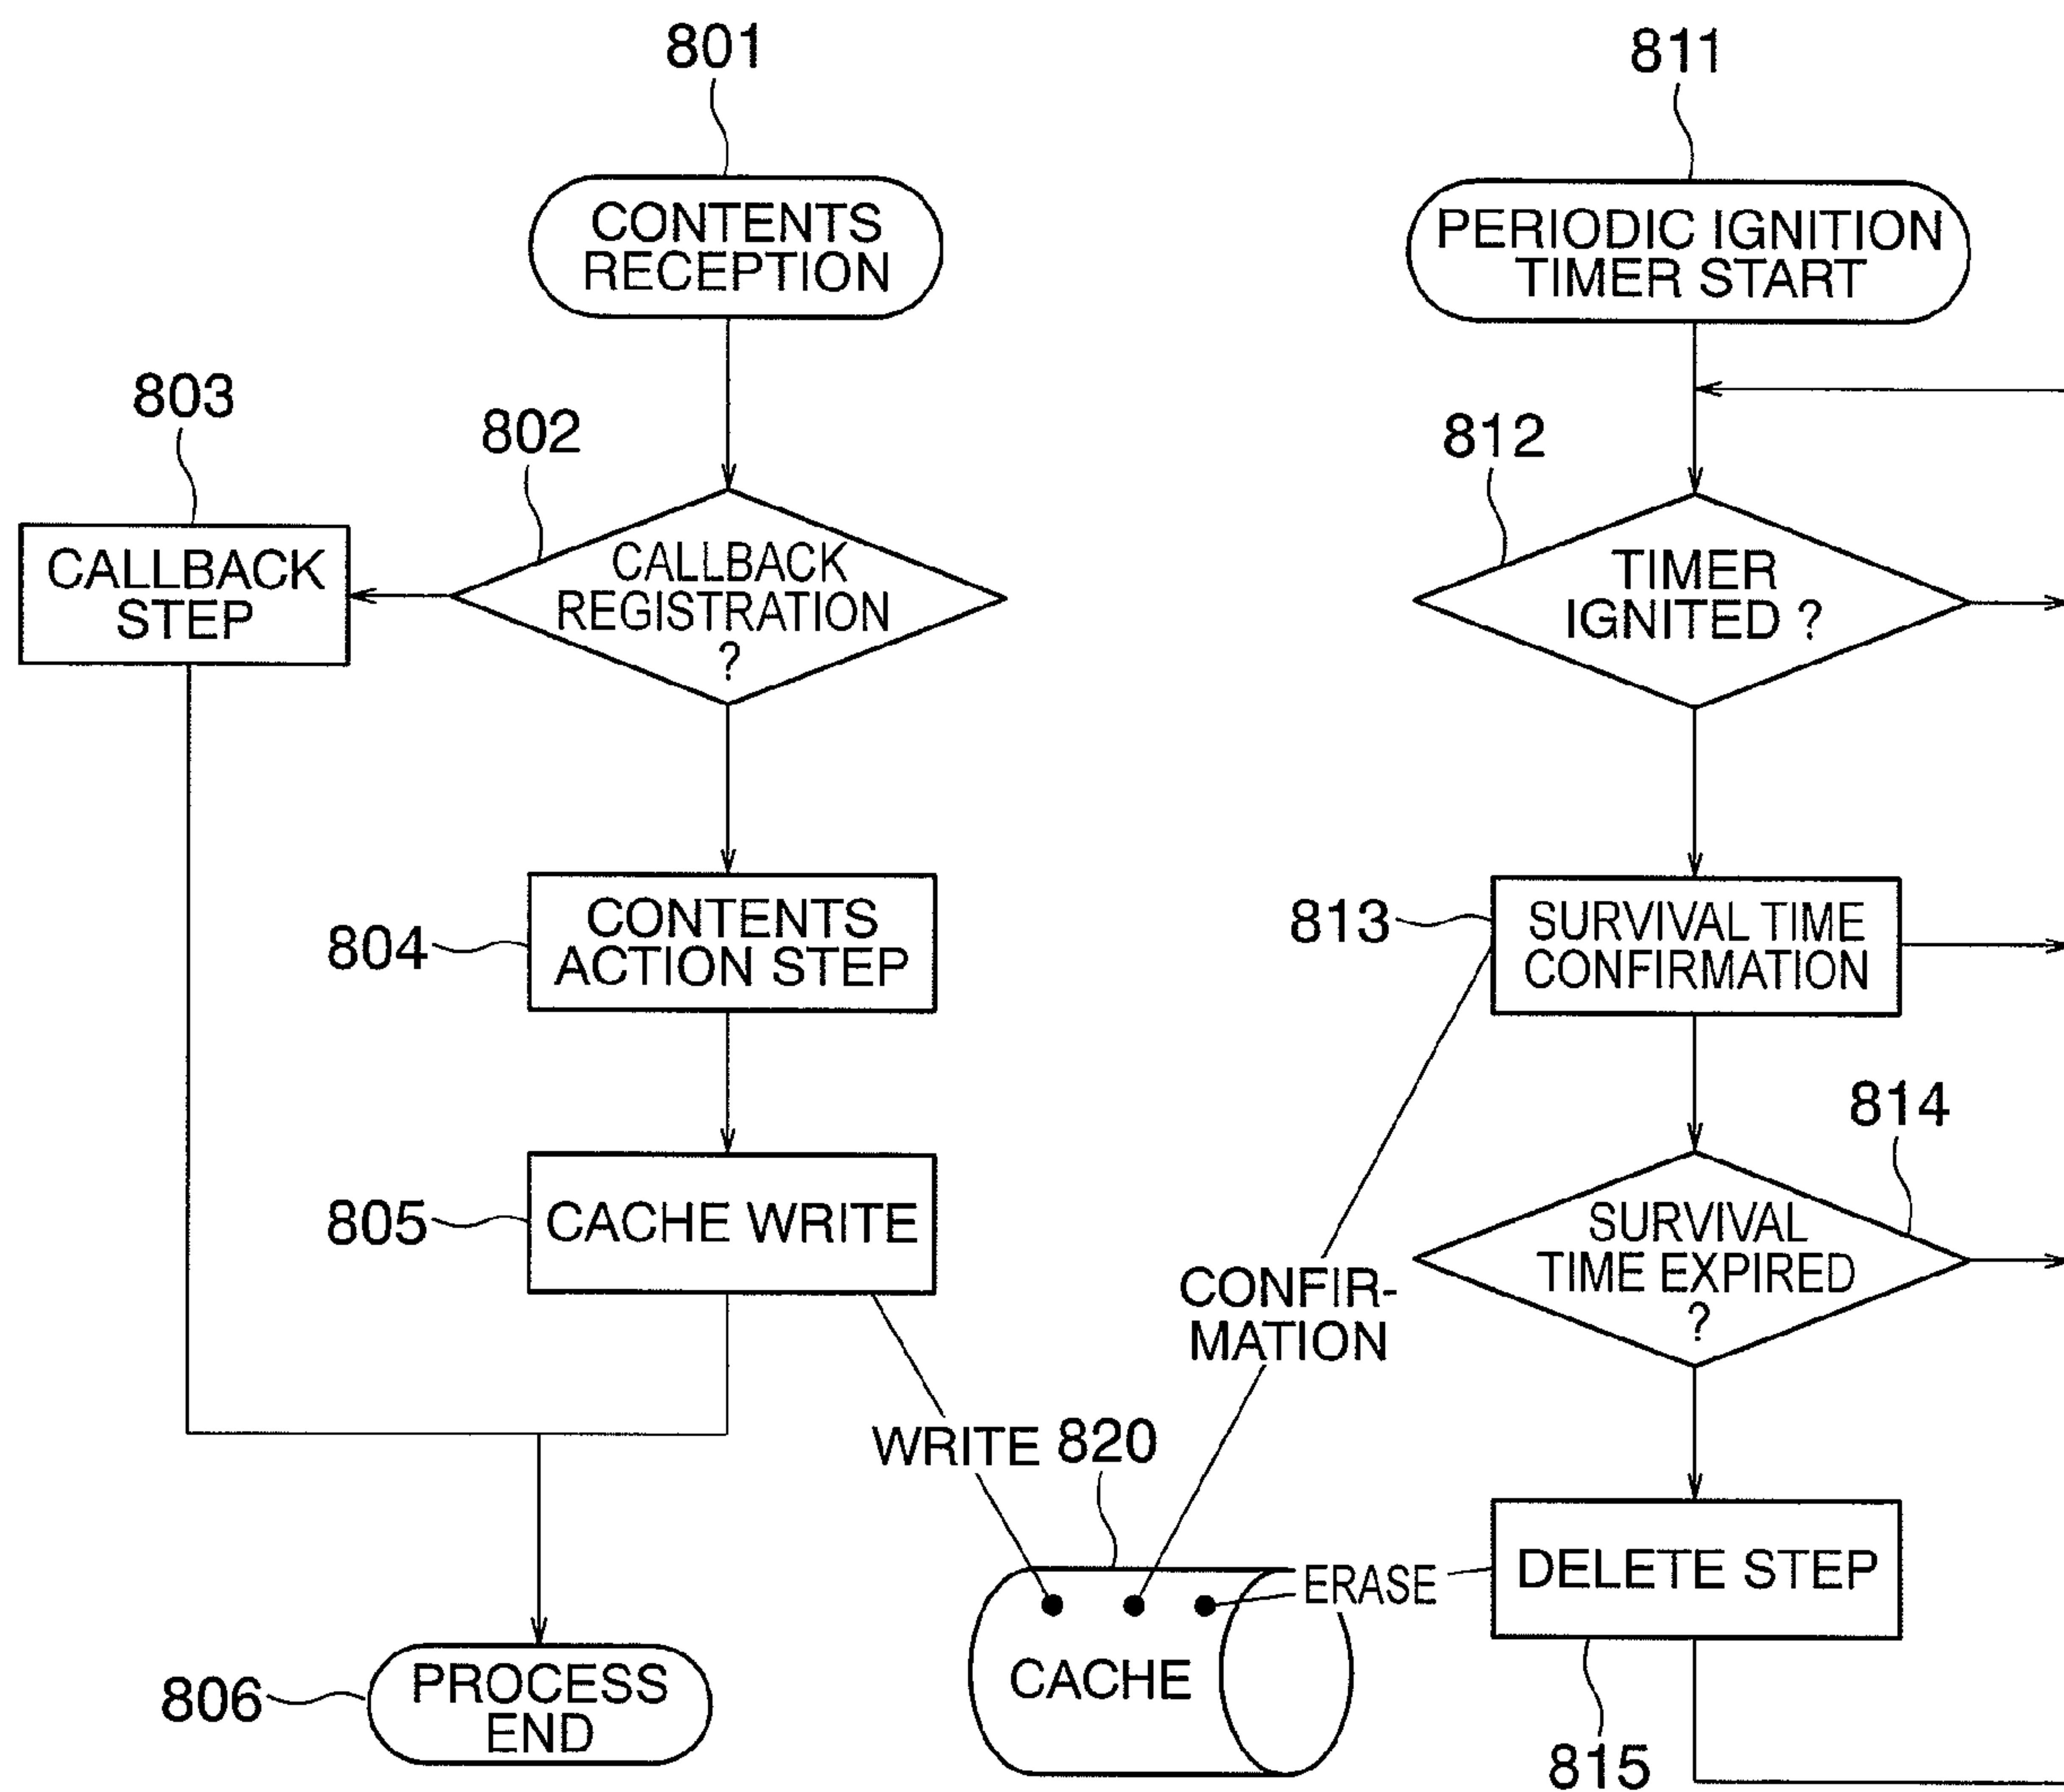 801
CONTENTS
RECEPTION
803
802
CALLBACK
STEP
CALLBACK
REGISTRATION
?
804
CONTENTS
ACTION STEP
805
CACHE WRITE
WRITE
806
PROCESS
END
811
PERIODIC IGNITION
TIMER START
812
TIMER
IGNITED ?
813
SURVIVAL TIME
CONFIRMATION
814
SURVIVAL
TIME EXPIRED
?
CONFIR-
MATION
820
CACHE
ERASE
DELETE STEP
815